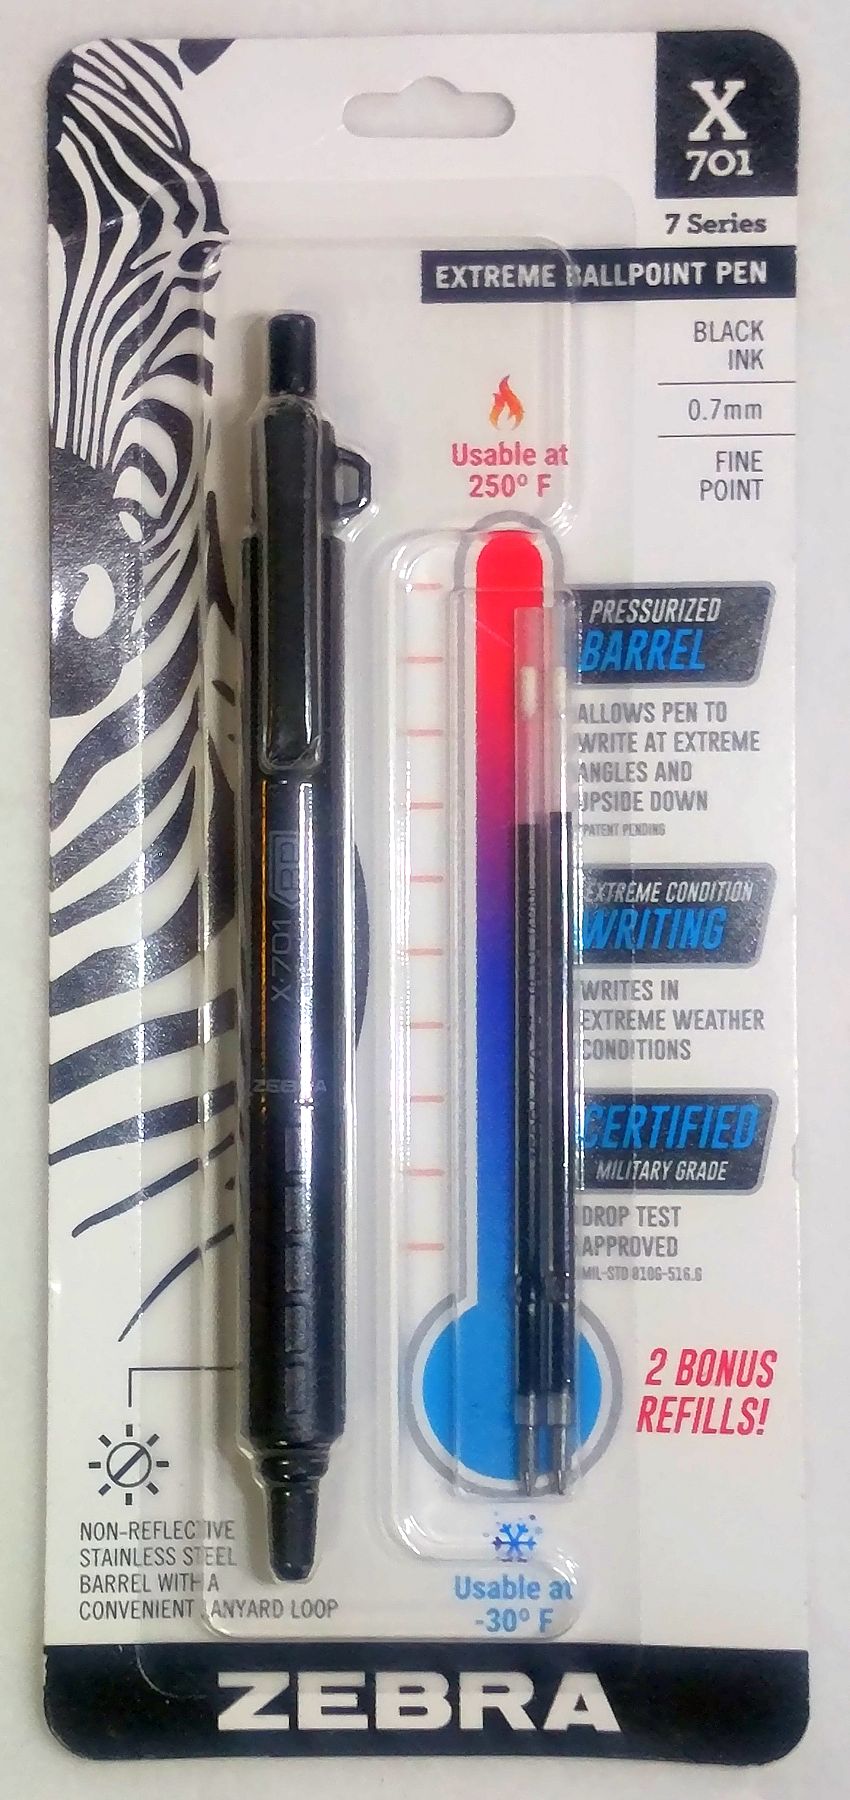 X
701
7 Series
EXTREME BALLPOINT PEN
BLACK
INK
0.7mm
FINE
POINT
Usable at
250° F
PRESSURIZED
BARREL
ALLOWS PEN TO
WRITE AT EXTREME
ANGLES AND
UPSIDE DOWN
*PATENT PENDING
EXTREME CONDITION
WRITING
WRITES IN
EXTREME WEATHER
CONDITIONS
CERTIFIED
MILITARY GRADE
DROP TEST
APPROVED
MIL-STD 810G-516.6
2 BONUS
REFILLS!
X-701
ZEBRA
NON-REFLECTIVE
STAINLESS STEEL
BARREL WITH A
CONVENIENT LANYARD LOOP
Usable at
-30° F
ZEBRA